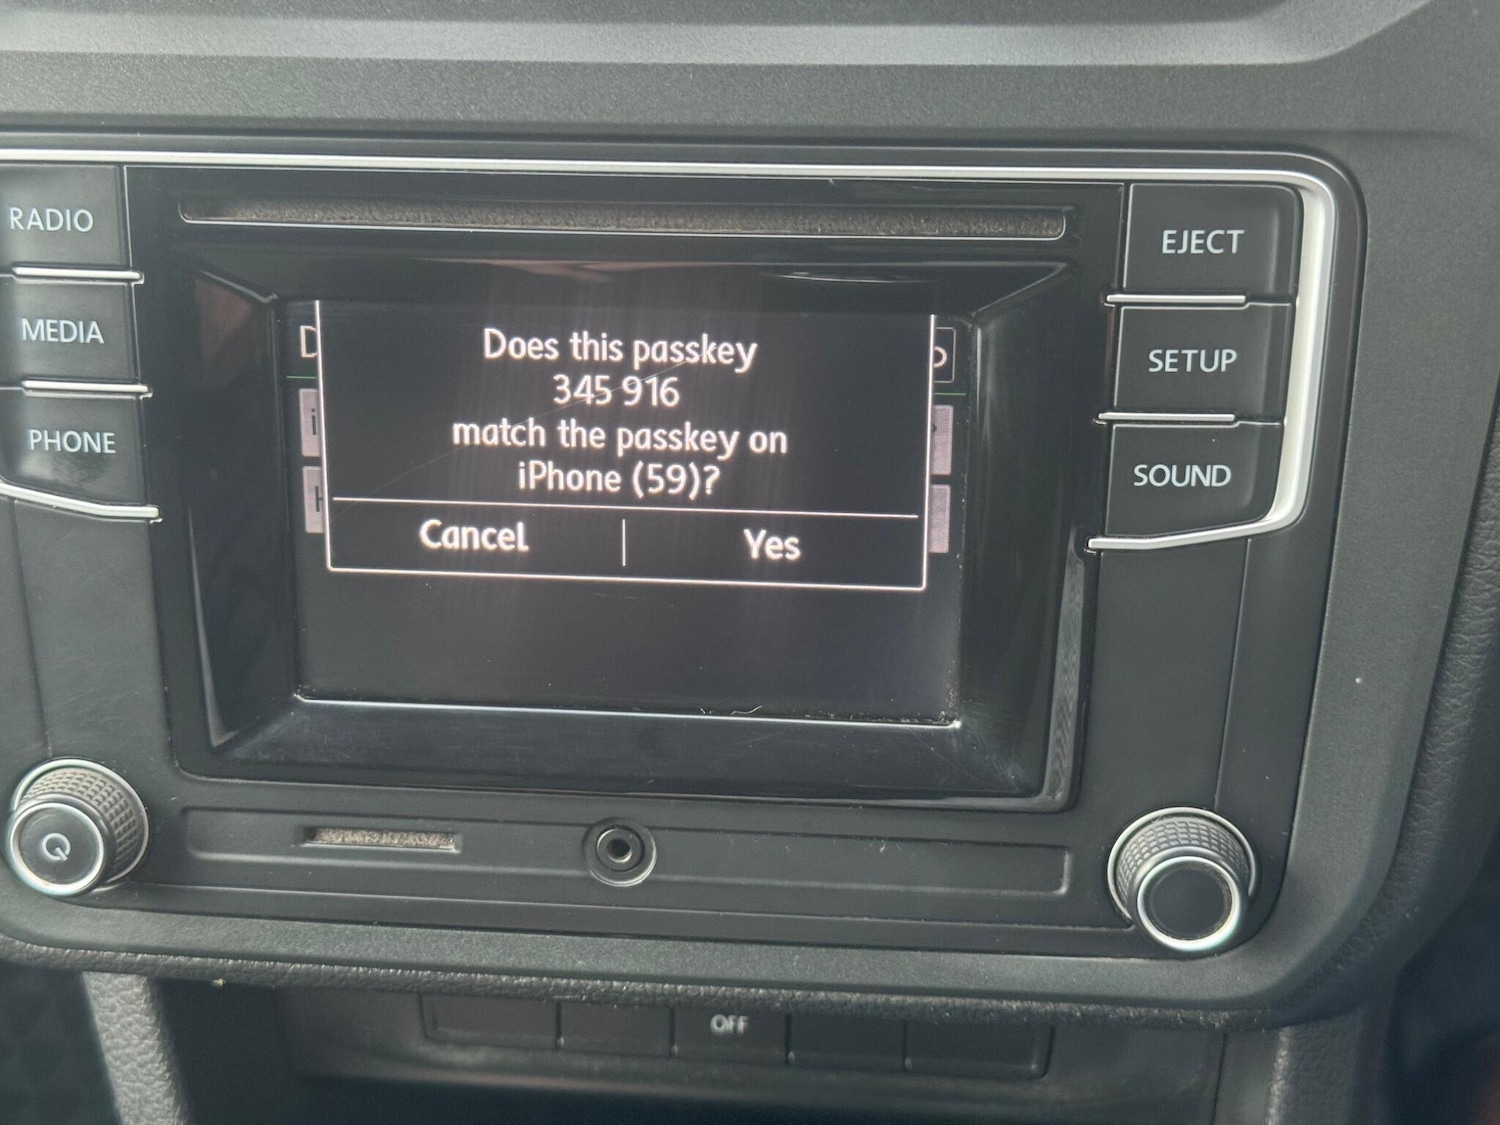 RADIO
MEDIA
PHONE
EJECT
SETUP
SOUND
Does this passkey
345 916
match the passkey on
iPhone (59)?
Cancel
Yes
OFF